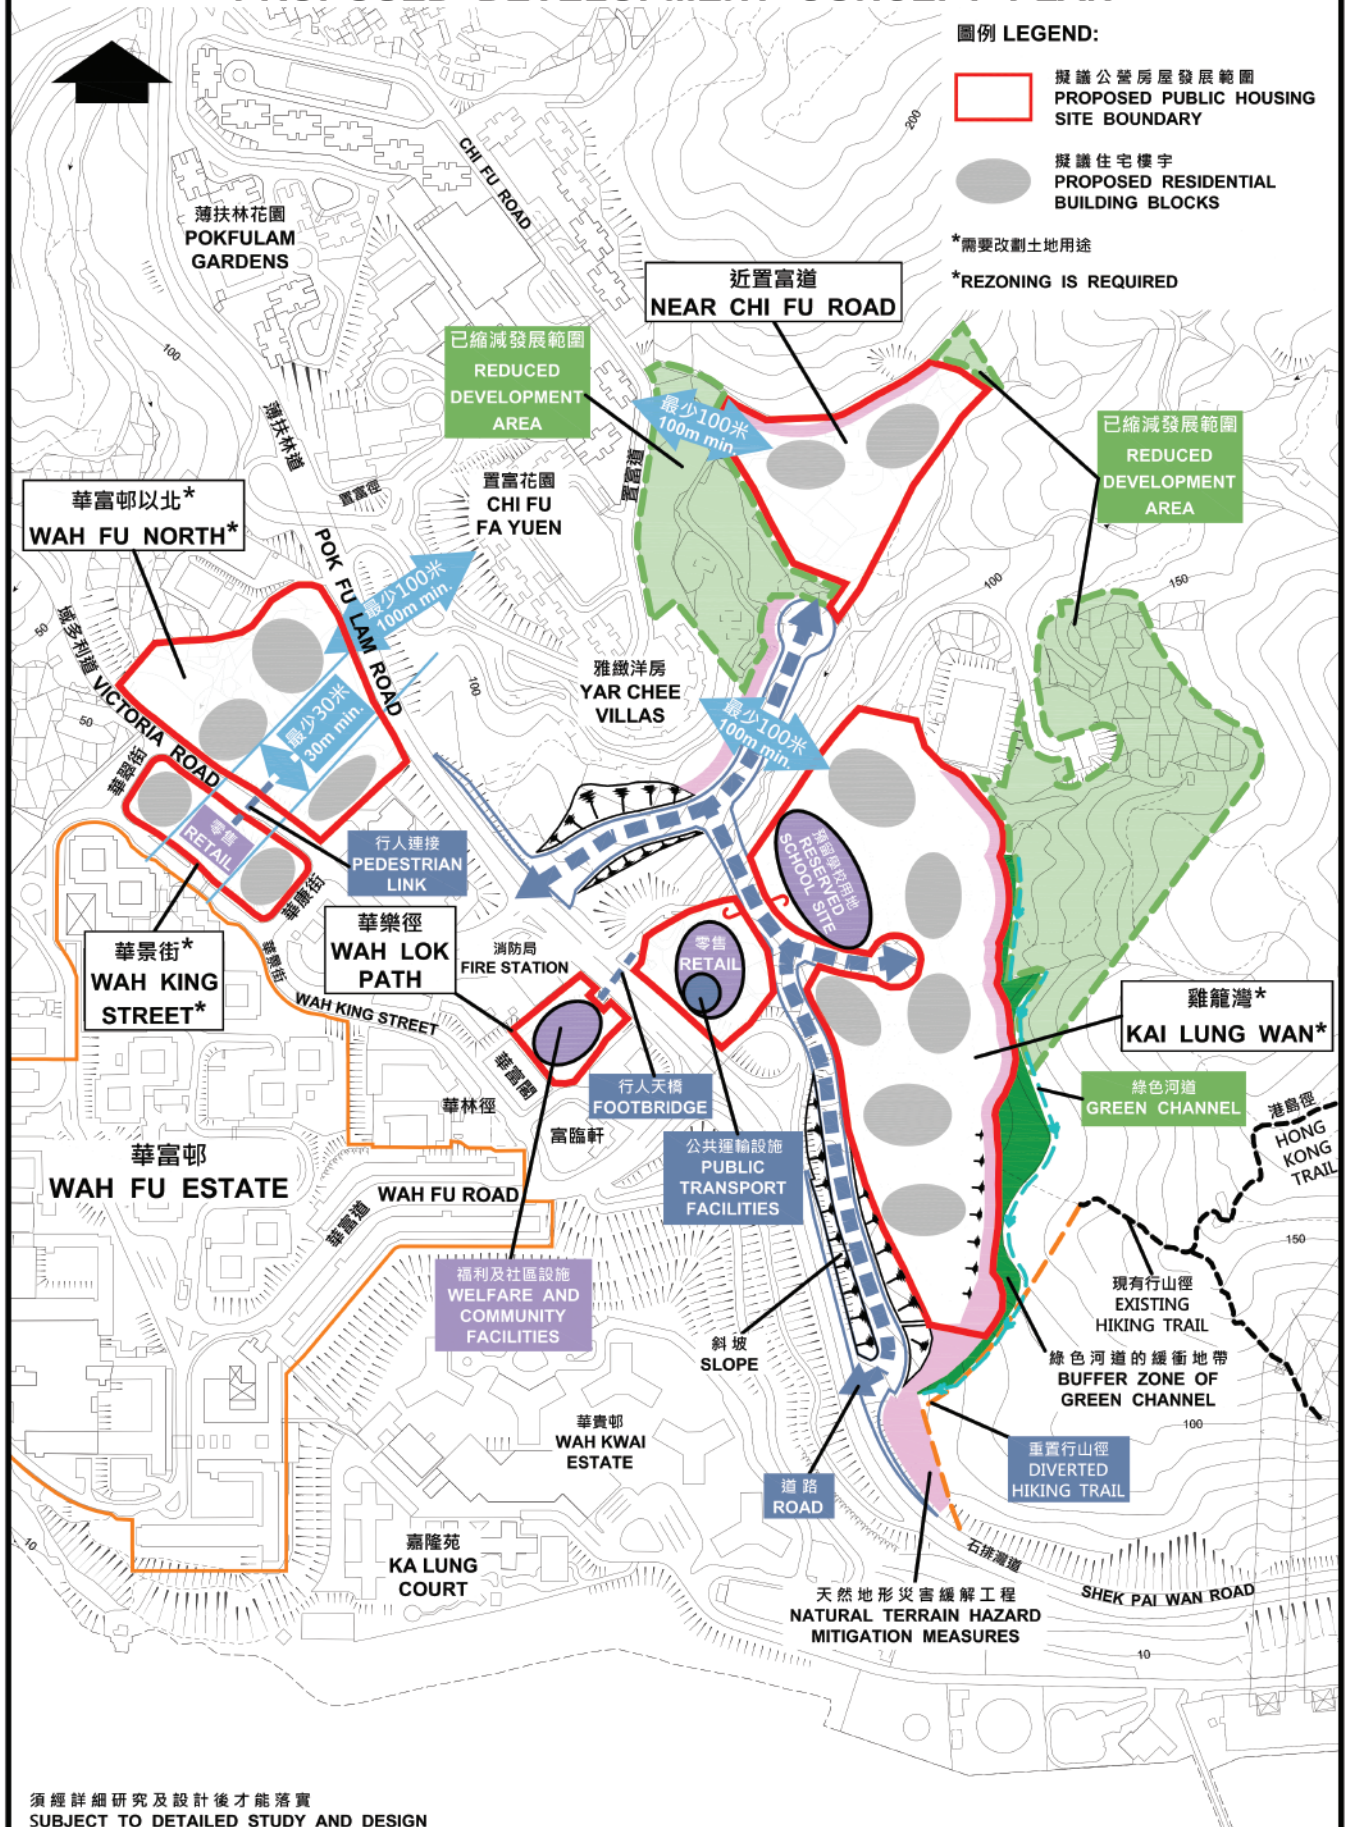 PROPOSED DEVELOPMENT CONCEPT PLAN
圖例 LEGEND:
擬議公營房屋發展範圍
PROPOSED PUBLIC HOUSING
SITE BOUNDARY
擬議住宅樓宇
PROPOSED RESIDENTIAL
BUILDING BLOCKS
*需要改劃土地用途
*REZONING IS REQUIRED
200
CHI FU ROAD
薄扶林花園
POKFULAM
GARDENS
近置富道
NEAR CHI FU ROAD
已縮減發展範圍
REDUCED
DEVELOPMENT
AREA
100
薄扶林道
最少100米
100m min.
已縮減發展範圍
REDUCED
DEVELOPMENT
AREA
置富道
置富徑
置富花園
CHI FU
FA YUEN
華富邨以北*
WAH FU NORTH*
POK FU LAM ROAD
最少100米
100m min.
100
150
50
域多利道 VICTORIA ROAD
50
100
雅緻洋房
YAR CHEE
VILLAS
最少30米
30m min.
最少100米
100m min.
華翠街
零售
RETAIL
行人連接
PEDESTRIAN
LINK
華康街
預留學校用地
RESERVED
SCHOOL SITE
華樂徑
WAH LOK
PATH
消防局
FIRE STATION
零售
RETAIL
華景街*
WAH KING
STREET*
華景街
WAH KING STREET
雞籠灣*
KAI LUNG WAN*
華富閣
行人天橋
FOOTBRIDGE
綠色河道
GREEN CHANNEL
華林徑
富臨軒
港島徑
HONG
KONG
TRAIL
公共運輸設施
PUBLIC
TRANSPORT
FACILITIES
華富邨
WAH FU ESTATE
WAH FU ROAD
華富道
150
福利及社區設施
WELFARE AND
COMMUNITY
FACILITIES
現有行山徑
EXISTING
HIKING TRAIL
斜坡
SLOPE
綠色河道的緩衝地帶
BUFFER ZONE OF
GREEN CHANNEL
100
華貴邨
WAH KWAI
ESTATE
重置行山徑
DIVERTED
HIKING TRAIL
道路
ROAD
10
嘉隆苑
KA LUNG
COURT
石排灣道
SHEK PAI WAN ROAD
天然地形災害緩解工程
NATURAL TERRAIN HAZARD
MITIGATION MEASURES
10
須經詳細研究及設計後才能落實
SUBJECT TO DETAILED STUDY AND DESIGN